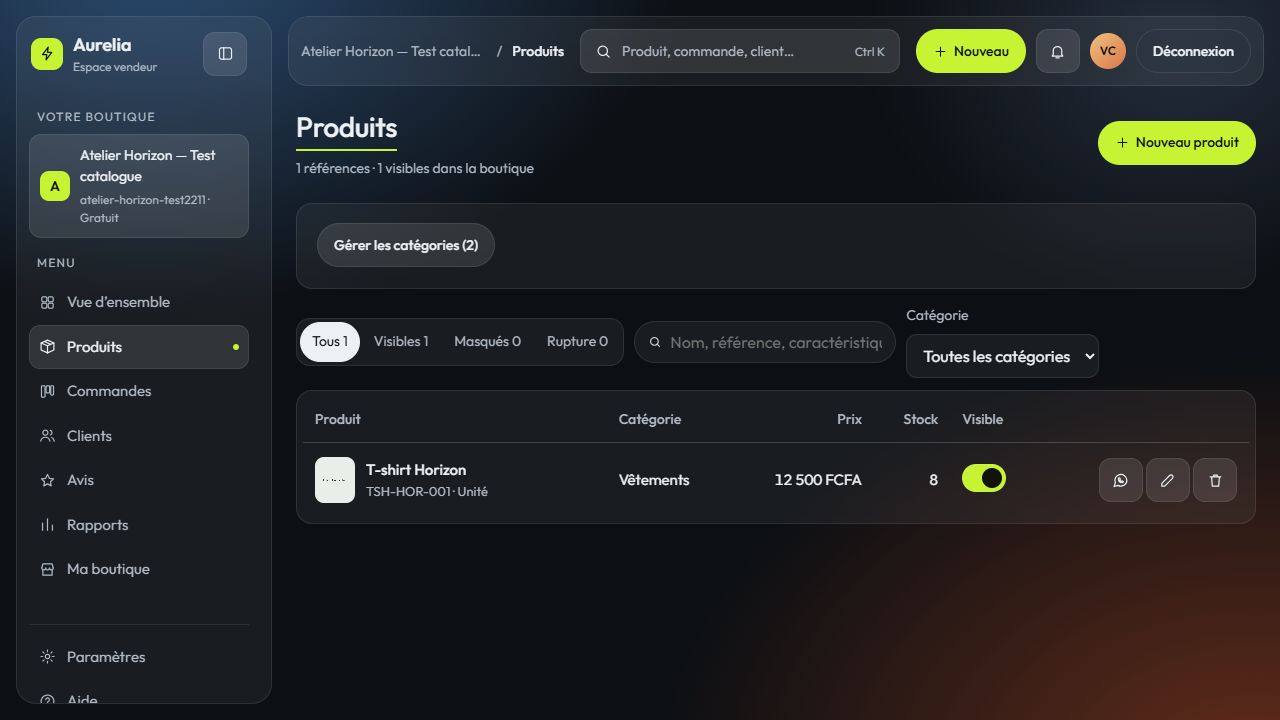 Aurelia
Espace vendeur
VOTRE BOUTIQUE
A
Atelier Horizon — Test
catalogue
atelier-horizon-test2211 ·
Gratuit
MENU
Vue d'ensemble
Produits
Commandes
Clients
Avis
Rapports
Ma boutique
Paramètres
Aide
Atelier Horizon — Test catal... / Produits
Produit, commande, client...
Ctrl K
Nouveau
VC
Déconnexion
Produits
1 références · 1 visibles dans la boutique
Nouveau produit
Gérer les catégories (2)
Tous 1
Visibles 1
Masqués 0
Rupture 0
Nom, référence, caractéristiqu
Catégorie
Toutes les catégories
Produit Catégorie Prix Stock Visible
T-shirt Horizon
TSH-HOR-001 · Unité
Vêtements
12 500 FCFA
8